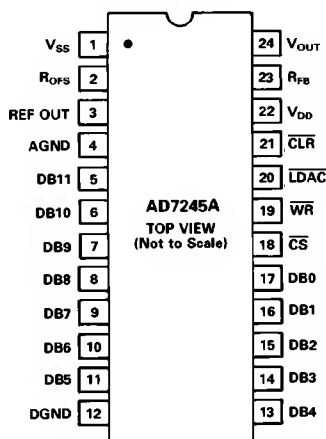 VSS 1
ROFS 2
REF OUT 3
AGND 4
DB11 5
DB10 6
DB9 7
DB8 8
DB7 9
DB6 10
DB5 11
DGND 12
AD7245A
TOP VIEW
(Not to Scale)
24 VOUT
23 RFB
22 VDD
21 CLR
20 LDAC
19 WR
18 CS
17 DB0
16 DB1
15 DB2
14 DB3
13 DB4